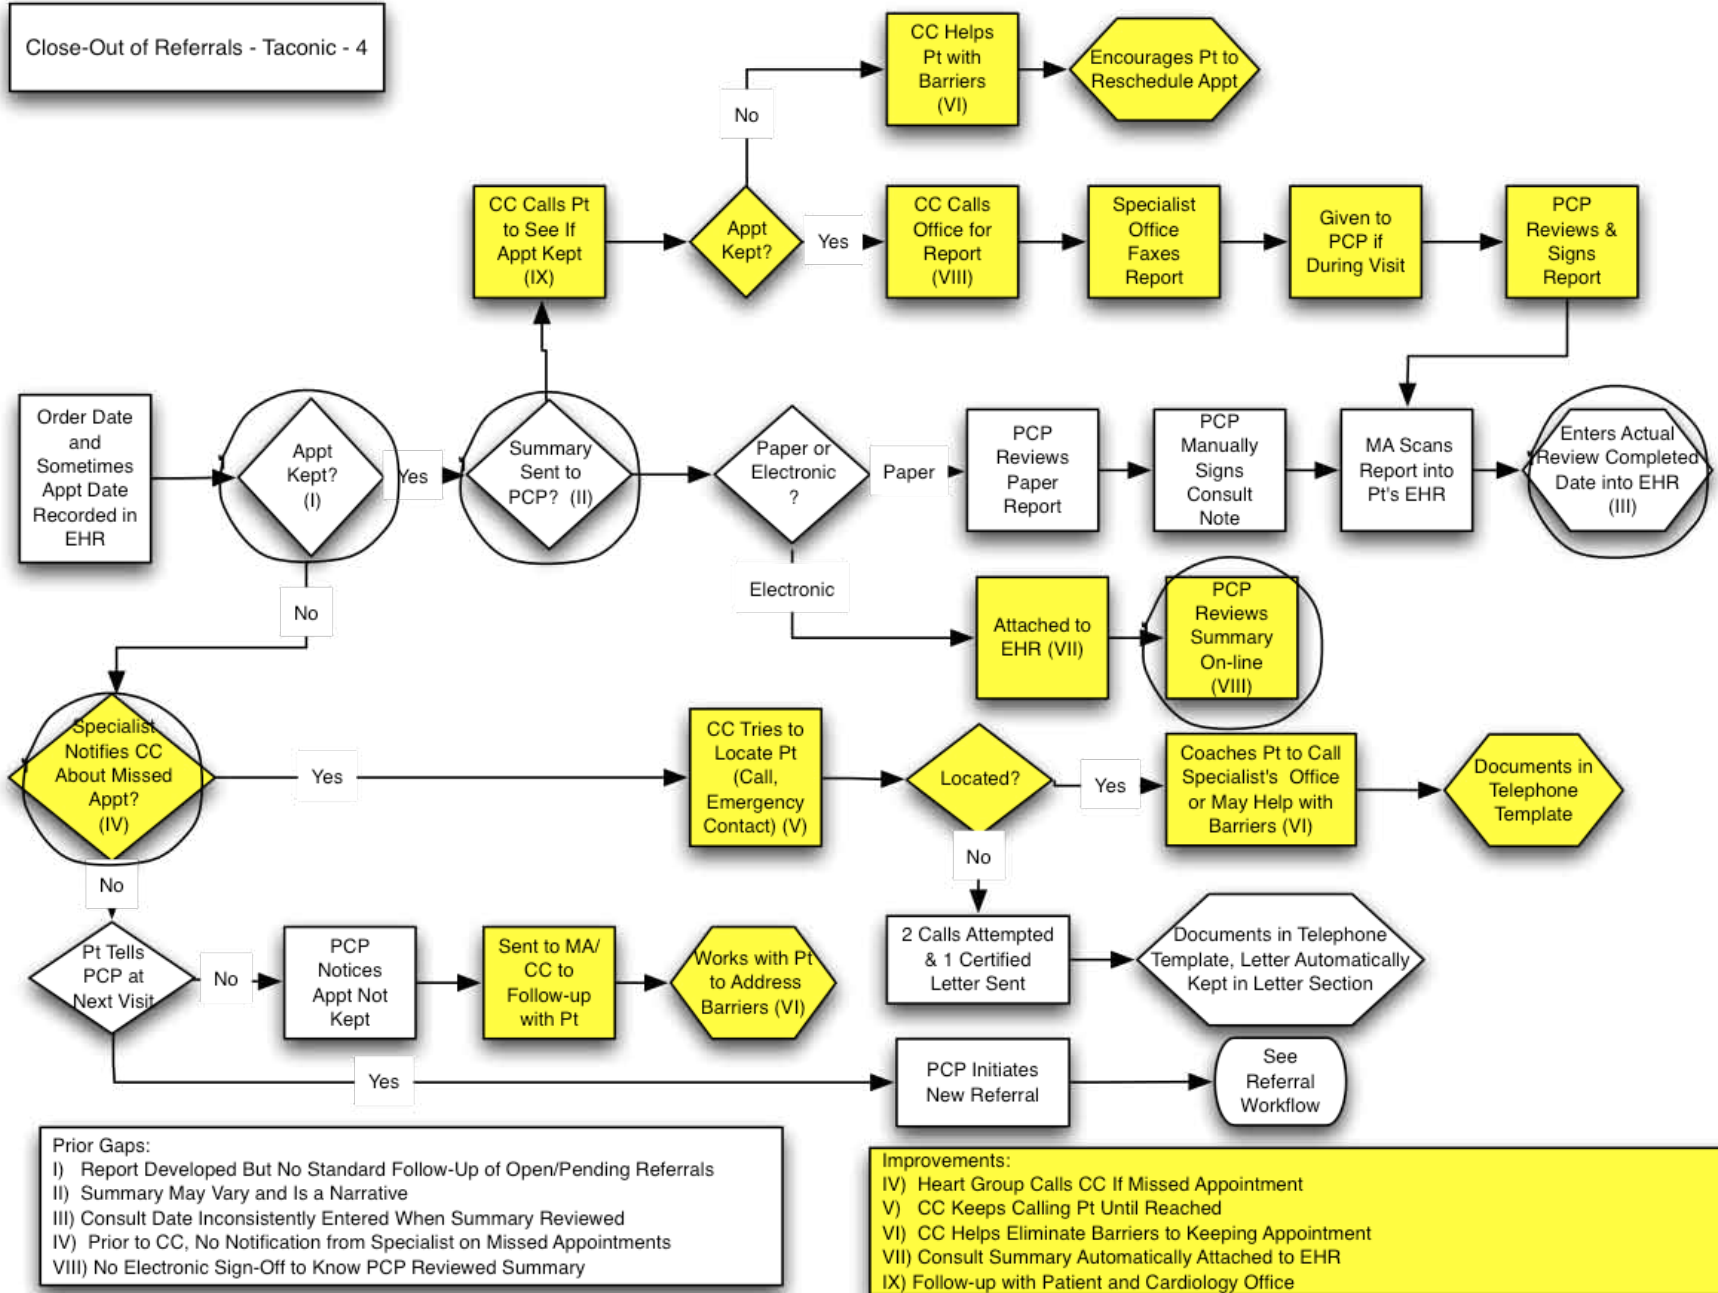 Close-Out of Referrals - Taconic - 4
CC Helps
Pt with
Barriers
(VI)
Encourages Pt to
Reschedule Appt
No
CC Calls Pt
to See If
Appt Kept
(IX)
Appt
Kept?
Yes
CC Calls
Office for
Report
(VIII)
Specialist
Office
Faxes
Report
Given to
PCP if
During Visit
PCP
Reviews &
Signs
Report
Order Date
and
Sometimes
Appt Date
Recorded in
EHR
Appt
Kept?
(I)
Yes
Summary
Sent to
PCP?  (II)
Paper or
Electronic
?
Paper
PCP
Reviews
Paper
Report
PCP
Manually
Signs
Consult
Note
MA Scans
Report into
Pt's EHR
Enters Actual
Review Completed
Date into EHR
(III)
No
Electronic
Attached to
EHR (VII)
PCP
Reviews
Summary
On-line
(VIII)
Specialist
Notifies CC
About Missed
Appt?
(IV)
Yes
CC Tries to
Locate Pt
(Call,
Emergency
Contact) (V)
Located?
Yes
Coaches Pt to Call
Specialist's  Office
or May Help with
Barriers (VI)
Documents in
Telephone
Template
No
No
Pt Tells
PCP at
Next Visit
No
PCP
Notices
Appt Not
Kept
Sent to MA/
CC to
Follow-up
with Pt
Works with Pt
to Address
Barriers (VI)
2 Calls Attempted
& 1 Certified
Letter Sent
Documents in Telephone
Template, Letter Automatically
Kept in Letter Section
Yes
PCP Initiates
New Referral
See
Referral
Workflow
Prior Gaps:
I)   Report Developed But No Standard Follow-Up of Open/Pending Referrals
II)  Summary May Vary and Is a Narrative
III) Consult Date Inconsistently Entered When Summary Reviewed
IV)  Prior to CC, No Notification from Specialist on Missed Appointments
VIII) No Electronic Sign-Off to Know PCP Reviewed Summary
Improvements:
IV)  Heart Group Calls CC If Missed Appointment
V)   CC Keeps Calling Pt Until Reached
VI)  CC Helps Eliminate Barriers to Keeping Appointment
VII) Consult Summary Automatically Attached to EHR
IX) Follow-up with Patient and Cardiology Office